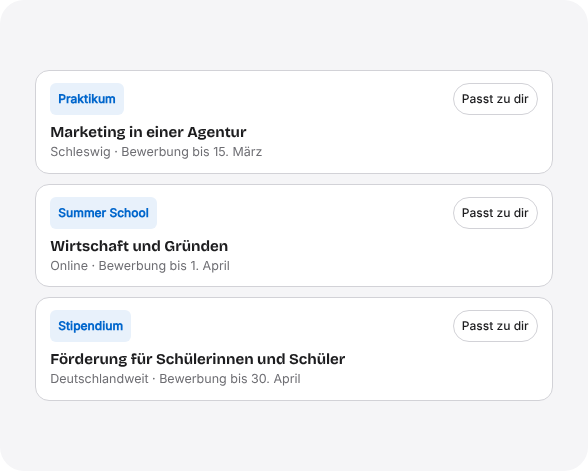 Praktikum
Passt zu dir
Marketing in einer Agentur
Schleswig · Bewerbung bis 15. März
Summer School
Passt zu dir
Wirtschaft und Gründen
Online · Bewerbung bis 1. April
Stipendium
Passt zu dir
Förderung für Schülerinnen und Schüler
Deutschlandweit · Bewerbung bis 30. April